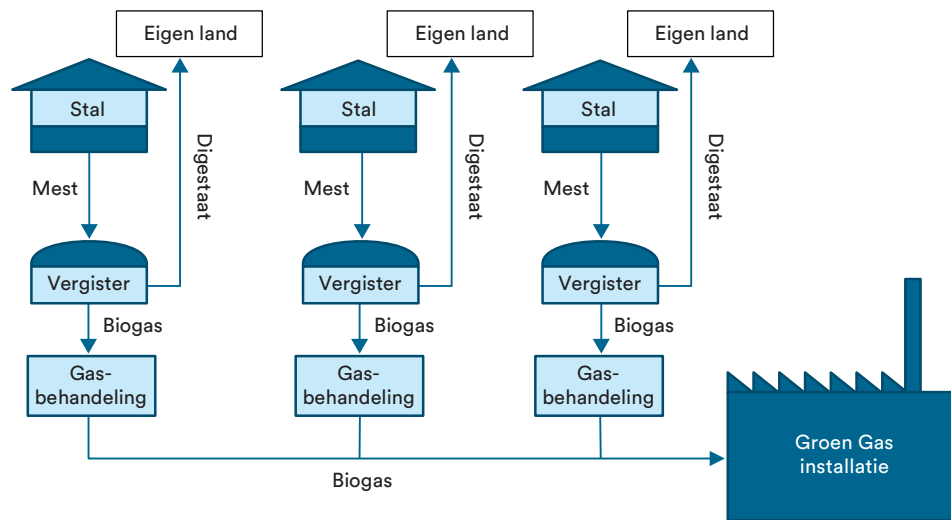 Eigen land
Eigen land
Eigen land
Stal
Stal
Stal
Mest
Digestaat
Mest
Digestaat
Mest
Digestaat
Vergister
Vergister
Vergister
Biogas
Biogas
Biogas
Gas-
behandeling
Gas-
behandeling
Gas-
behandeling
Groen Gas
installatie
Biogas